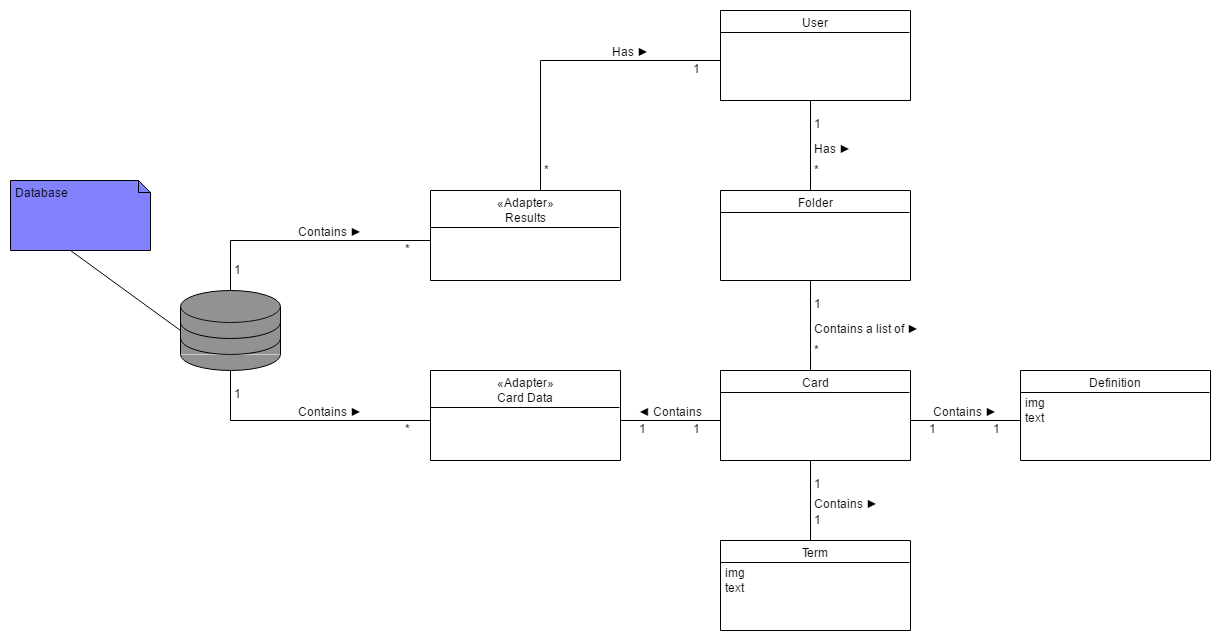 User
Has ►
1
*
1
Has ►
*
Database
«Adapter»
Results
Folder
Contains ►
*
1
1
Contains a list of ►
*
1
Contains ►
*
«Adapter»
Card Data
◄ Contains
1
1
Card
Contains ►
1
1
Definition
img
text
1
Contains ►
1
Term
img
text